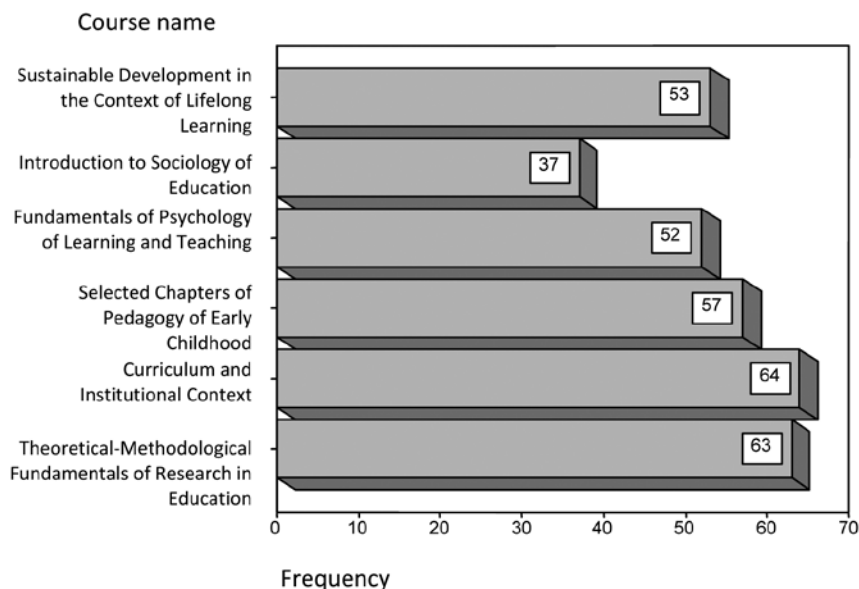 Course name
Sustainable Development in
the Context of Lifelong
Learning
53
Introduction to Sociology of
Education
37
Fundamentals of Psychology
of Learning and Teaching
52
Selected Chapters of
Pedagogy of Early
Childhood
57
Curriculum and
Institutional Context
64
Theoretical-Methodological
Fundamentals of Research in
Education
63
0 10 20 30 40 50 60 70
Frequency